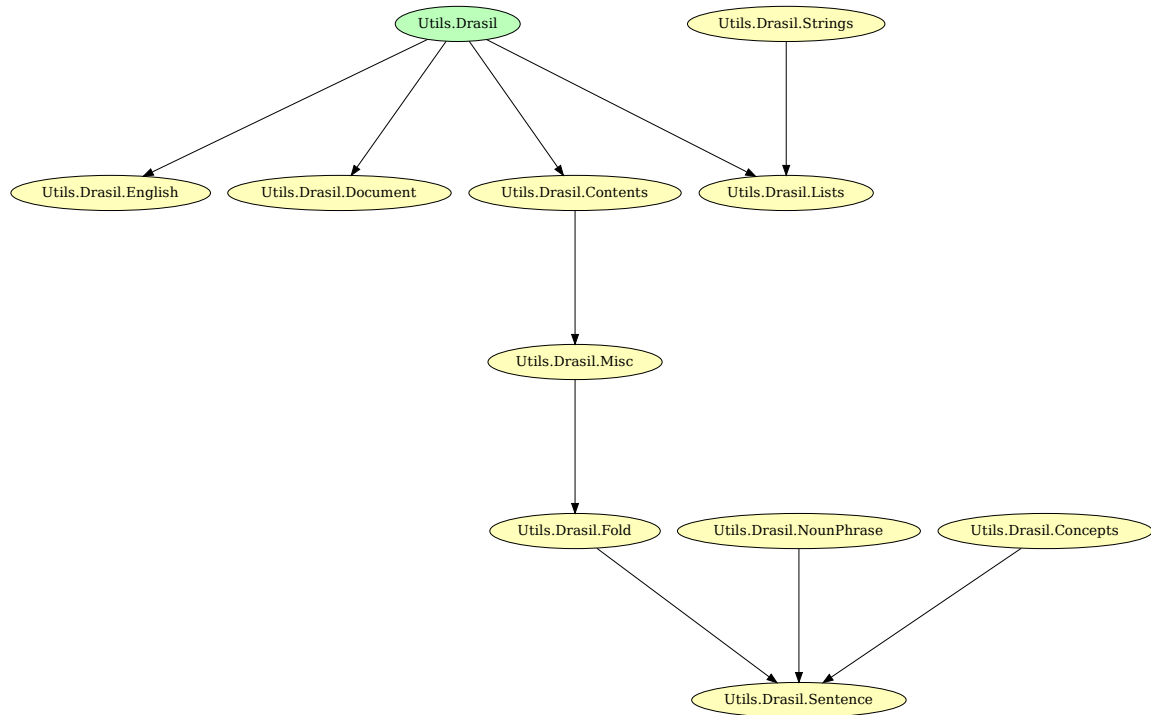 Utils.Drasil
Utils.Drasil.Strings
Utils.Drasil.English
Utils.Drasil.Document
Utils.Drasil.Contents
Utils.Drasil.Lists
Utils.Drasil.Misc
Utils.Drasil.Fold
Utils.Drasil.NounPhrase
Utils.Drasil.Concepts
Utils.Drasil.Sentence